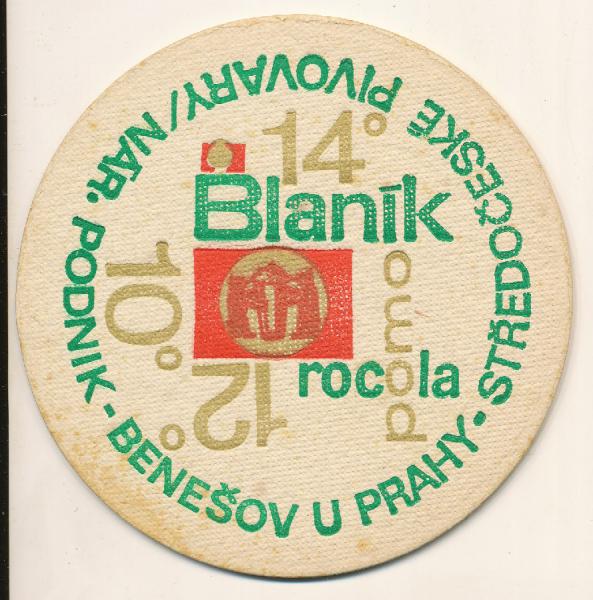 STŘEDOČESKÉ PIVOVARY/NÁR. PODNIK - BENEŠOV U PRAHY -
14°
Blaník
10°
12°
rocola
pomo